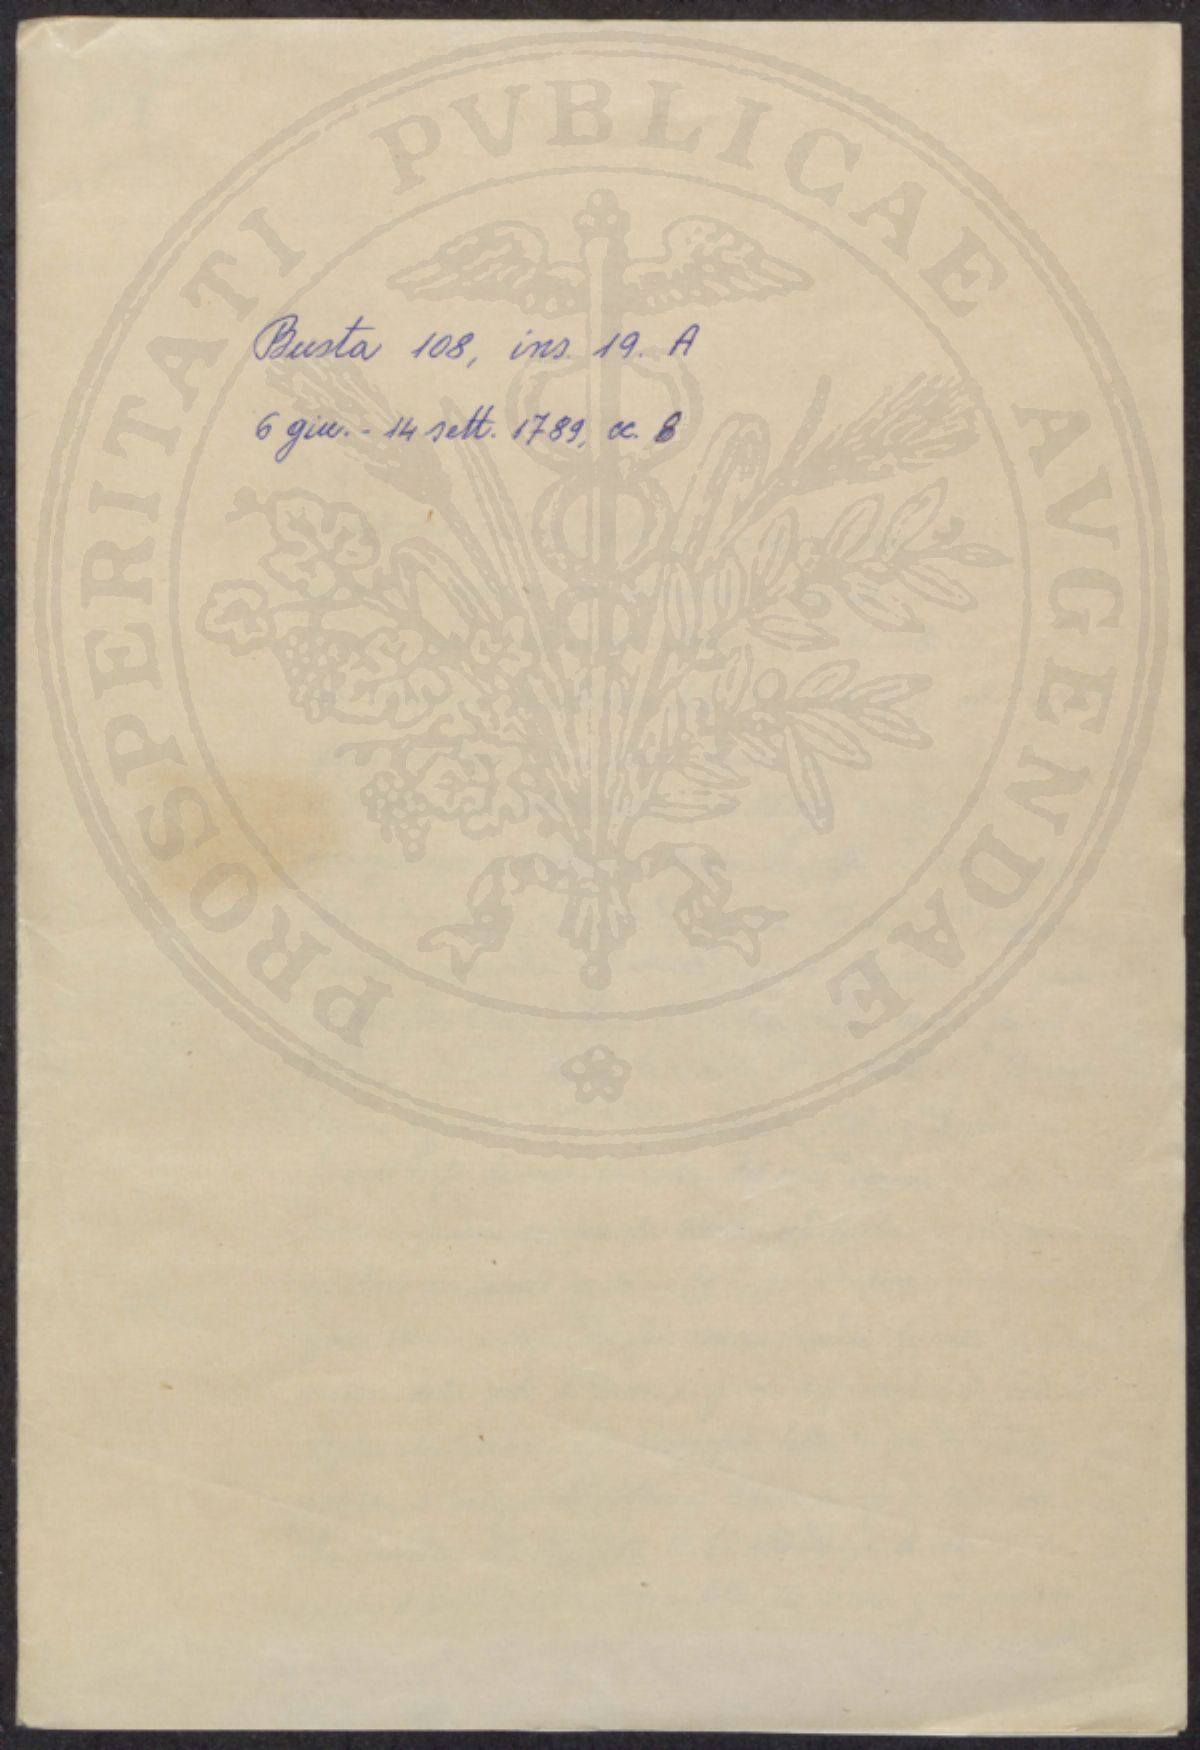 Busta 108, ins. 19. A
6 giu. - 14 sett. 1789, cc. 8
PROSPERITATI PVBLICAE AVGENDAE